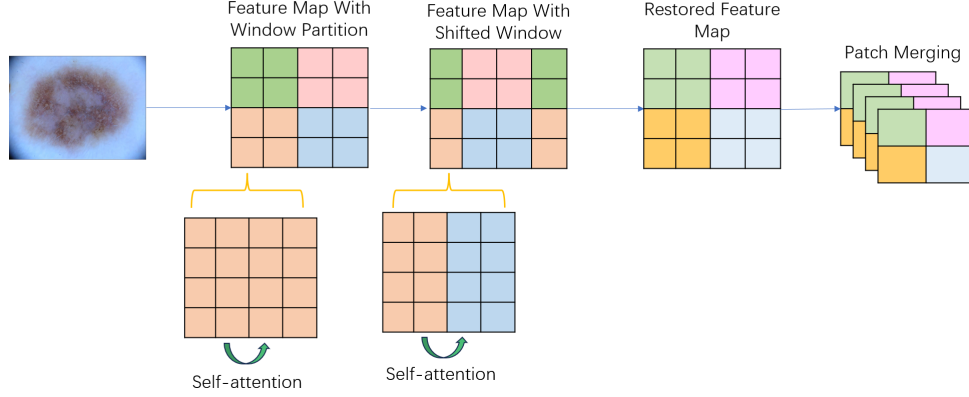 Feature Map With
Window Partition
Feature Map With
Shifted Window
Restored Feature
Map
Patch Merging
Self-attention
Self-attention